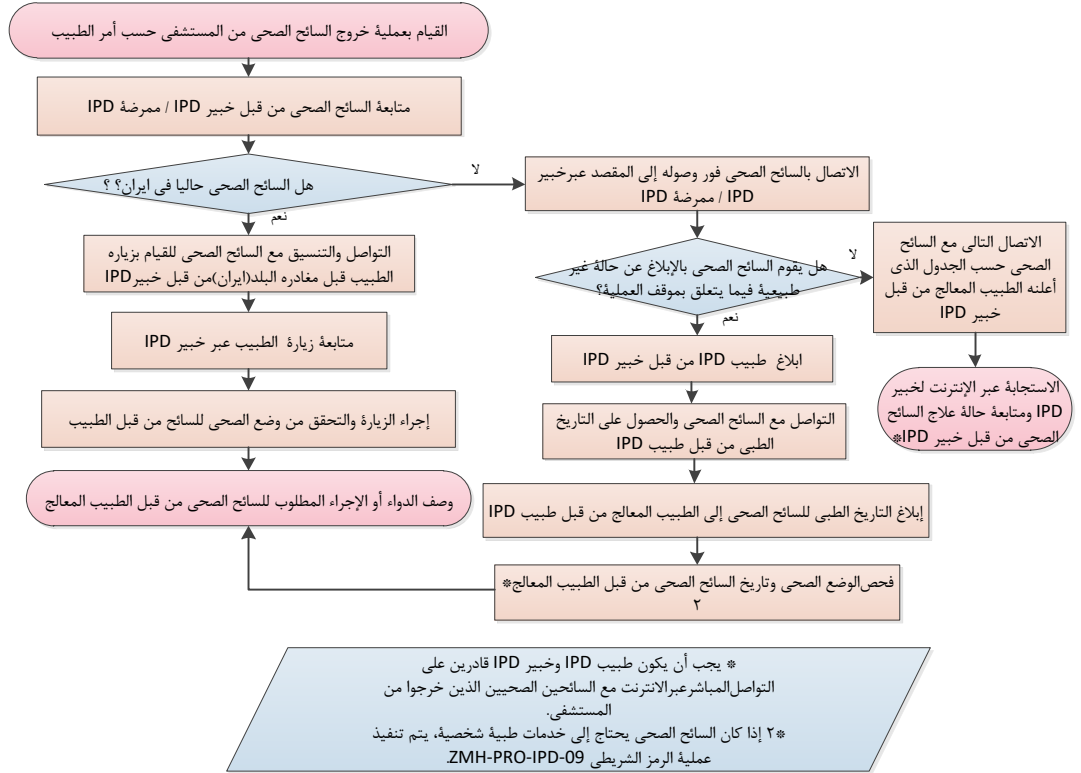 القيام بعملية خروج السائح الصحى من المستشفى حسب أمر الطبيب
متابعة السائح الصحى من قبل خبير IPD / ممرضة IPD
هل السائح الصحى حاليا فى ايران؟ ؟
لا
نعم
التواصل والتنسيق مع السائح الصحى للقيام بزياره
الطبيب قبل مغادره البلد(ايران)من قبل خبيرIPD
متابعة زيارة الطبيب عبر خبير IPD
إجراء الزيارة والتحقق من وضع الصحى للسائح من قبل الطبيب
وصف الدواء أو الإجراء المطلوب للسائح الصحى من قبل الطبيب المعالج
الاتصال بالسائح الصحى فور وصوله إلى المقصد عبرخبير
IPD / ممرضة IPD
هل يقوم السائح الصحى بالإبلاغ عن حالة غير
طبيعية فيما يتعلق بموقف العملية؟
لا
نعم
ابلاغ طبيب IPD من قبل خبير IPD
التواصل مع السائح الصحى والحصول على التاريخ
الطبى من قبل طبيب IPD
إبلاغ التاريخ الطبى للسائح الصحى إلى الطبيب المعالج من قبل طبيب IPD
فحص‌الوضع الصحى وتاريخ السائح الصحى من قبل الطبيب المعالج*
٢
الاتصال التالى مع السائح
الصحى حسب الجدول الذى
أعلنه الطبيب المعالج من قبل
خبير IPD
الاستجابة عبر الإنترنت لخبير
IPD ومتابعة حالة علاج السائح
الصحى من قبل خبير IPD*
* يجب أن يكون طبيب IPD وخبير IPD قادرين على
التواصل‌المباشرعبرالانترنت مع السائحين الصحيين الذين خرجوا من
المستشفى.
*٢ إذا كان السائح الصحى يحتاج إلى خدمات طبية شخصية، يتم تنفيذ
عملية الرمز الشريطى ZMH-PRO-IPD-09.